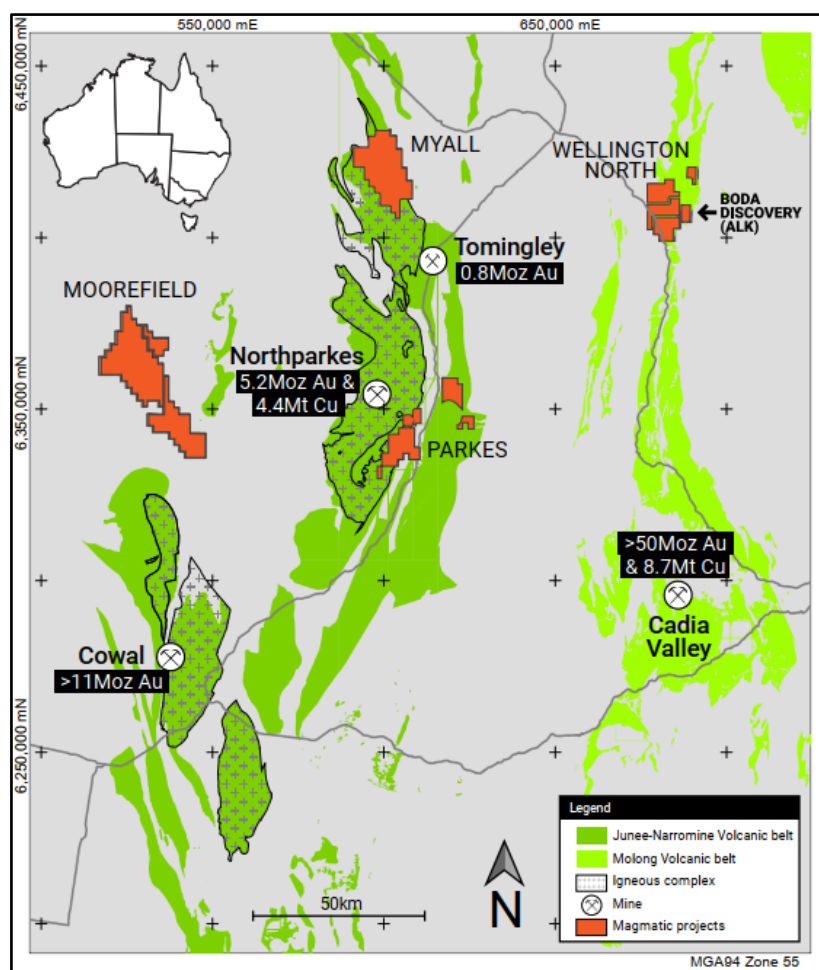 550,000 mE
650,000 mE
6,450,000 mN
MYALL
WELLINGTON
NORTH
BODA
DISCOVERY
(ALK)
Tomingley
0.8Moz Au
MOOREFIELD
Northparkes
5.2Moz Au &
4.4Mt Cu
6,350,000 mN
PARKES
>50Moz Au
& 8.7Mt Cu
Cadia
Valley
Cowal
>11Moz Au
6,250,000 mN
Legend
Junee-Narromine Volcanic belt
Molong Volcanic belt
Igneous complex
Mine
Magmatic projects
50km
N
MGA94 Zone 55